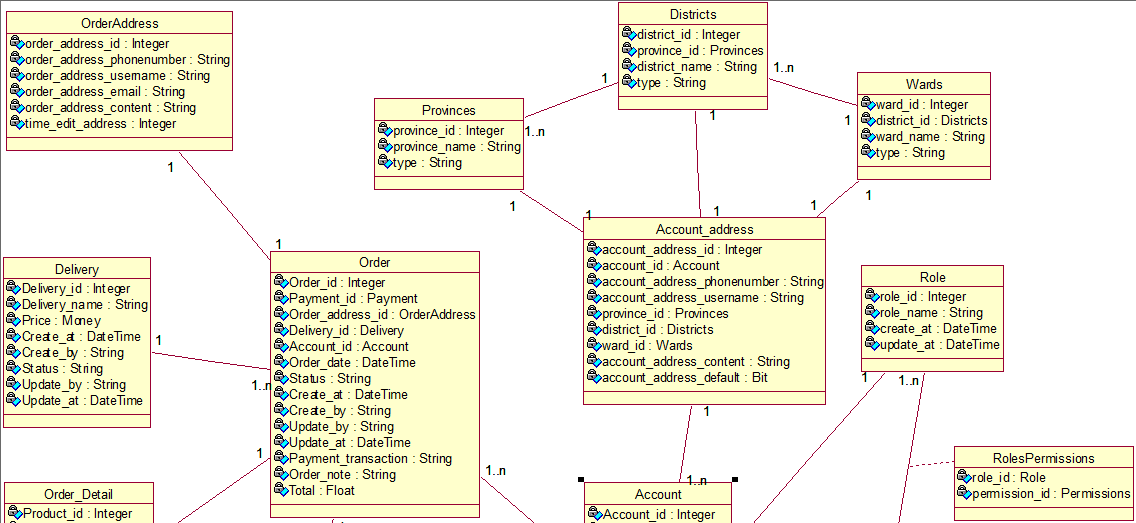 OrderAddress
order_address_id : Integer
order_address_phonenumber : String
order_address_username : String
order_address_email : String
order_address_content : String
time_edit_address : Integer
1
1
Districts
district_id : Integer
province_id : Provinces
district_name : String
type : String
1
1..n
1
Provinces
province_id : Integer
province_name : String
type : String
1..n
1
Wards
ward_id : Integer
district_id : Districts
ward_name : String
type : String
1
1
Account_address
account_address_id : Integer
account_id : Account
account_address_phonenumber : String
account_address_username : String
province_id : Provinces
district_id : Districts
ward_id : Wards
account_address_content : String
account_address_default : Bit
1
1
1
1
Delivery
Delivery_id : Integer
Delivery_name : String
Price : Money
Create_at : DateTime
Create_by : String
Status : String
Update_by : String
Update_at : DateTime
1
Order
Order_id : Integer
Payment_id : Payment
Order_address_id : OrderAddress
Delivery_id : Delivery
Account_id : Account
Order_date : DateTime
Status : String
Create_at : DateTime
Create_by : String
Update_by : String
Update_at : DateTime
Payment_transaction : String
Order_note : String
Total : Float
1..n
1
1..n
Role
role_id : Integer
role_name : String
create_at : DateTime
update_at : DateTime
1
1..n
RolesPermissions
role_id : Role
permission_id : Permissions
Order_Detail
Product_id : Integer
1..n
Account
Account_id : Integer